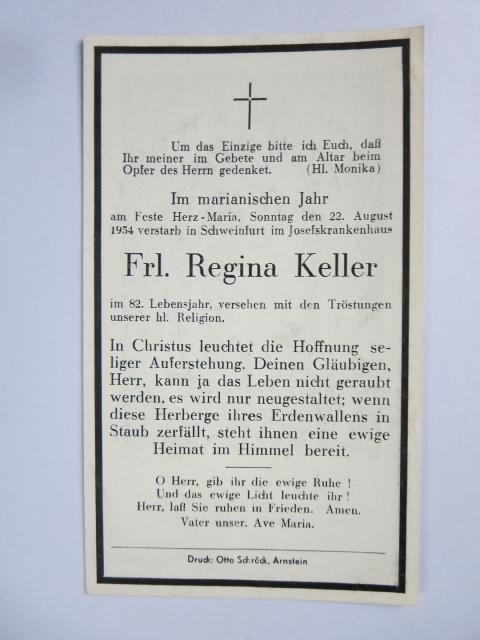 Um das Einzige bitte ich Euch, daß
Ihr meiner im Gebete und am Altar beim
Opfer des Herrn gedenket. (Hl. Monika)
Im marianischen Jahr
am Feste Herz-Maria, Sonntag den 22. August
1954 verstarb in Schweinfurt im Josefskrankenhaus
Frl. Regina Keller
im 82. Lebensjahr, versehen mit den Tröstungen
unserer hl. Religion.
In Christus leuchtet die Hoffnung se-
liger Auferstehung. Deinen Gläubigen,
Herr, kann ja das Leben nicht geraubt
werden, es wird nur neugestaltet; wenn
diese Herberge ihres Erdenwallens in
Staub zerfällt, steht ihnen eine ewige
Heimat im Himmel bereit.
O Herr, gib ihr die ewige Ruhe !
Und das ewige Licht leuchte ihr !
Herr, laß Sie ruhen in Frieden. Amen.
Vater unser. Ave Maria.
Druck: Otto Schröck, Arnstein